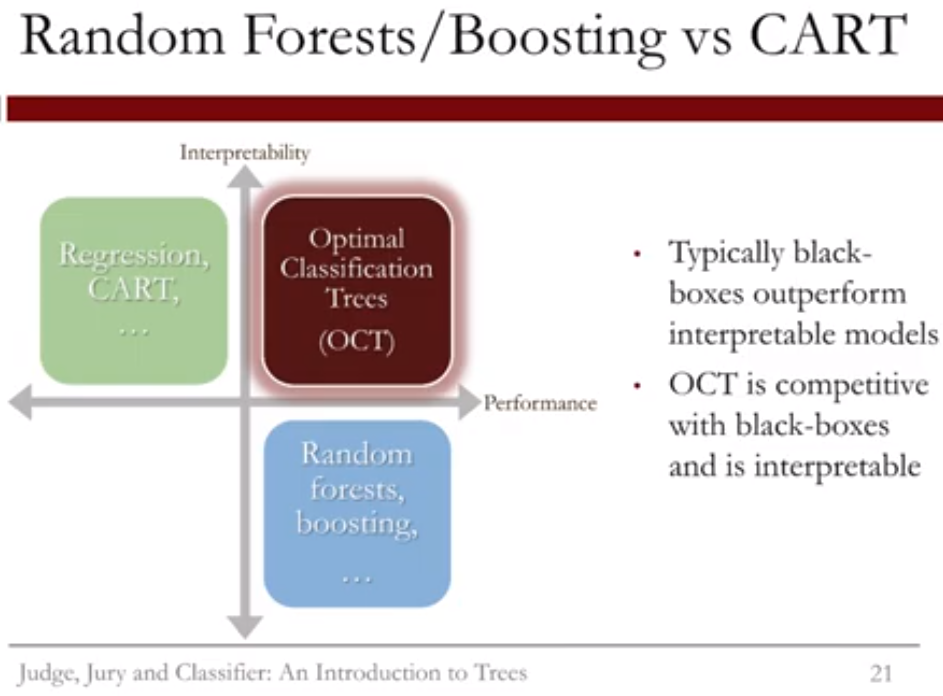 Random Forests/Boosting vs CART
Interpretability
Regression,
CART,
...
Optimal
Classification
Trees
(OCT)
Performance
Random
forests,
boosting,
...
• Typically black-
boxes outperform
interpretable models
• OCT is competitive
with black-boxes
and is interpretable
Judge, Jury and Classifier: An Introduction to Trees
21